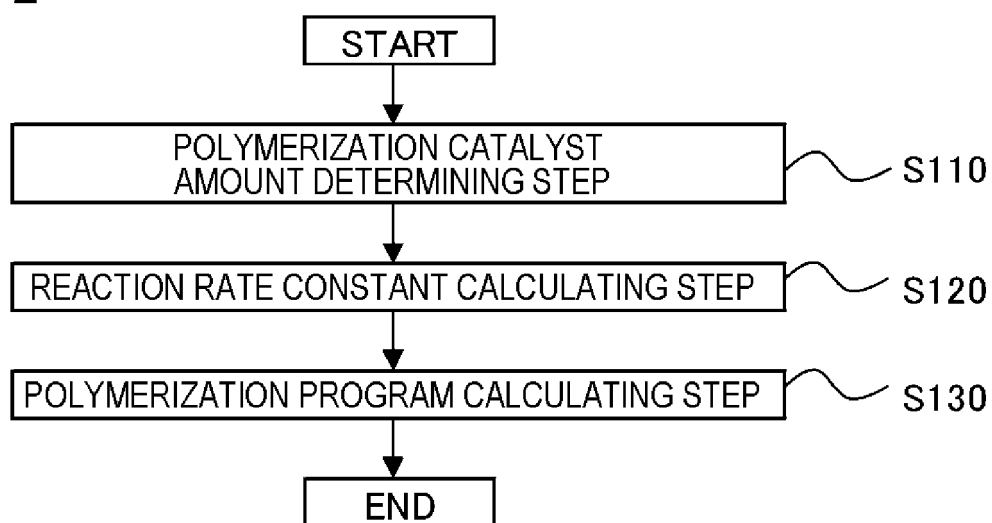 START
POLYMERIZATION CATALYST
AMOUNT DETERMINING STEP
S110
REACTION RATE CONSTANT CALCULATING STEP
S120
POLYMERIZATION PROGRAM CALCULATING STEP
S130
END